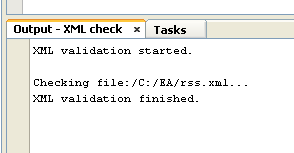 Output - XML check × Tasks
XML validation started.
Checking file:/C:/EA/rss.xml...
XML validation finished.